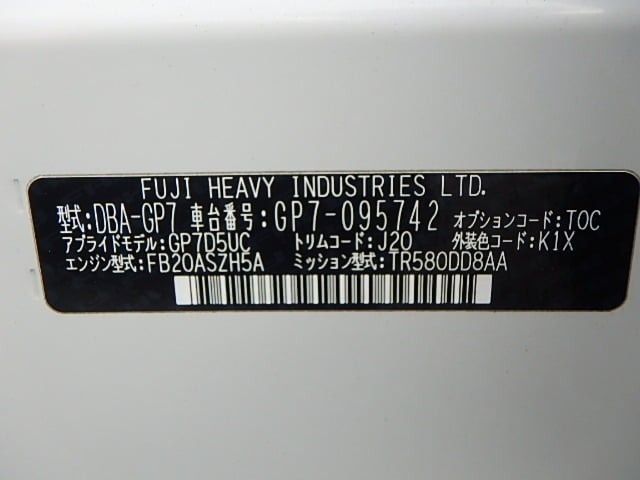 FUJI HEAVY INDUSTRIES LTD.
型式:DBA-GP7 車台番号:GP7-095742 オプションコード:TOC
アプライドモデル:GP7D5UC トリムコード:J20 外装色コード:K1X
エンジン型式:FB20ASZH5A ミッション型式:TR580DD8AA